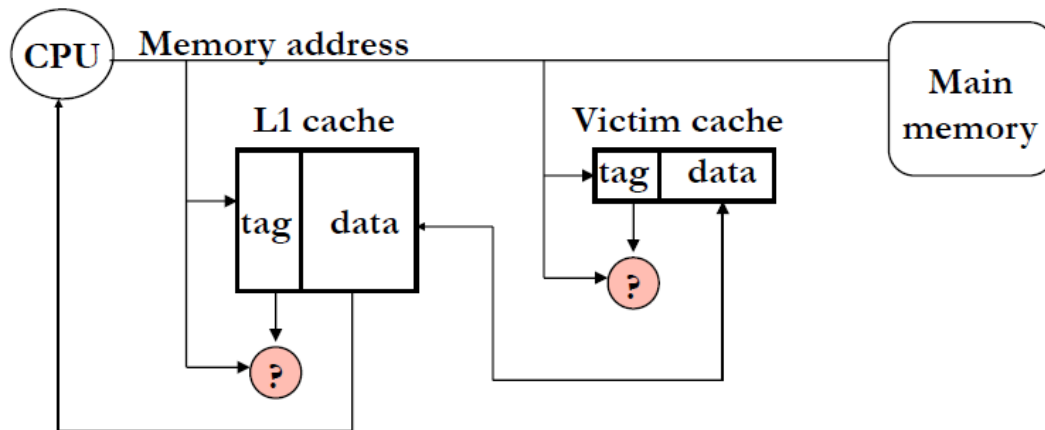 CPU
Memory address
Main
memory
L1 cache
Victim cache
tag data
tag data
?
?